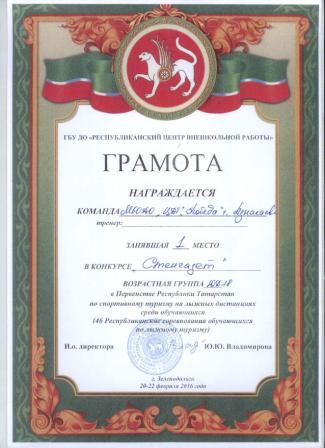 ГБУ ДО «РЕСПУБЛИКАНСКИЙ ЦЕНТР ВНЕШКОЛЬНОЙ РАБОТЫ»
ГРАМОТА
НАГРАЖДАЕТСЯ
КОМАНДА "Победа" г.
тренер:
ЗАНЯВШАЯ 1 МЕСТО
В КОНКУРСЕ "Стенгазет"
ВОЗРАСТНАЯ ГРУППА
в Первенстве Республики Татарстан
по спортивному туризму на лыжных дистанциях
среди обучающихся
(46 Республиканские соревнования обучающихся
по лыжному туризму)
И.о. директора Ю.Ю. Владимирова
г. Зеленодольск
20-22 февраля 2016 года